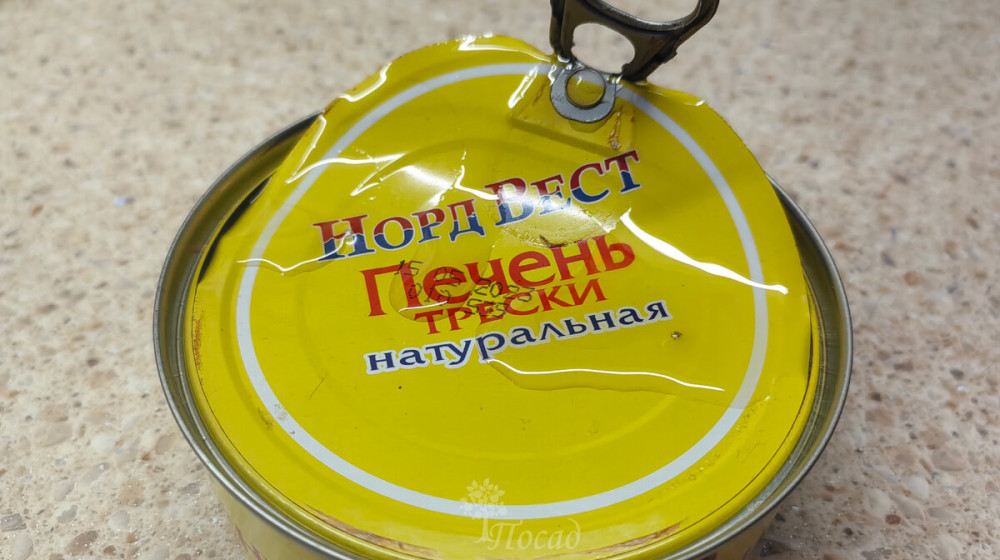 Норд Вест
Печень
трески
натуральная
Посад